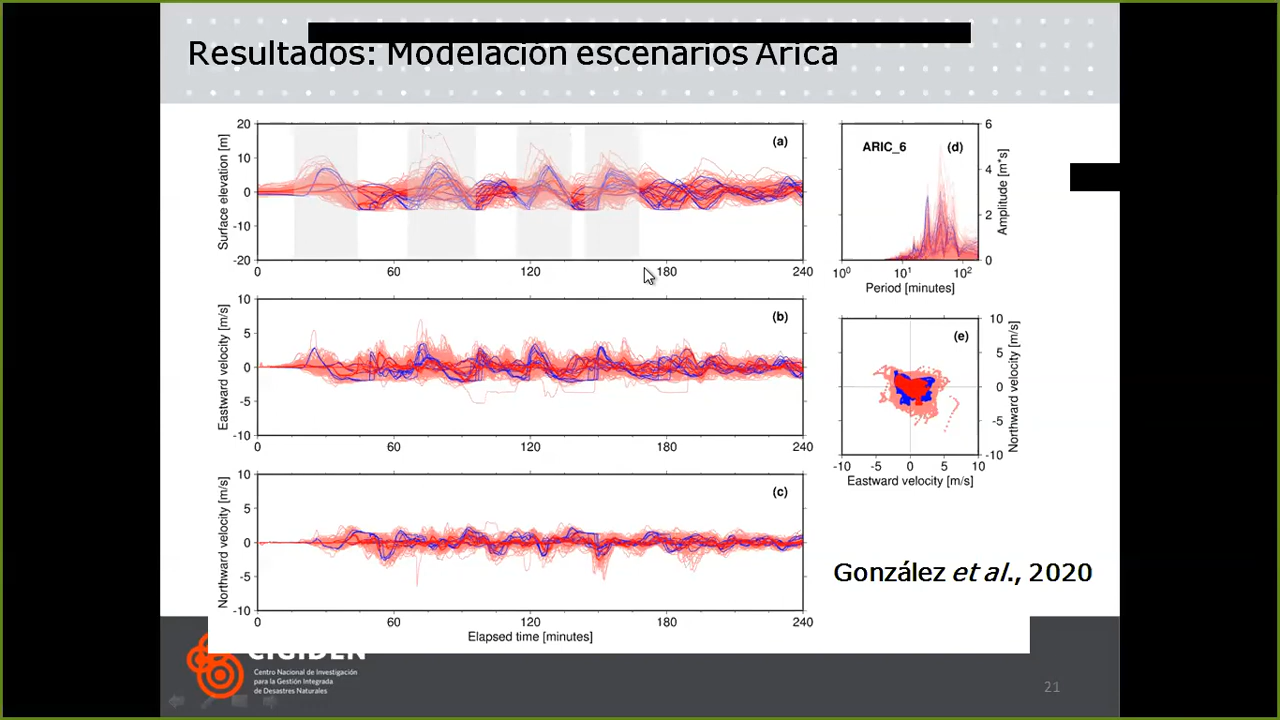 Resultados: Modelación escenarios Arica
Surface elevation [m]
20
10
0
-10
-20
(a)
0 60 120 180 240
ARIC_6 (d)
6
4
2
0
Amplitude [m*s]
10⁰ 10¹ 10²
Period [minutes]
Eastward velocity [m/s]
10
5
0
-5
-10
(b)
0 60 120 180 240
(e)
10
5
0
-5
-10
Northward velocity [m/s]
-10 -5 0 5 10
Eastward velocity [m/s]
Northward velocity [m/s]
10
5
0
-5
-10
(c)
0 60 120 180 240
Elapsed time [minutes]
González et al., 2020
CIGIDEN
Centro Nacional de Investigación
para la Gestión Integrada
de Desastres Naturales
21